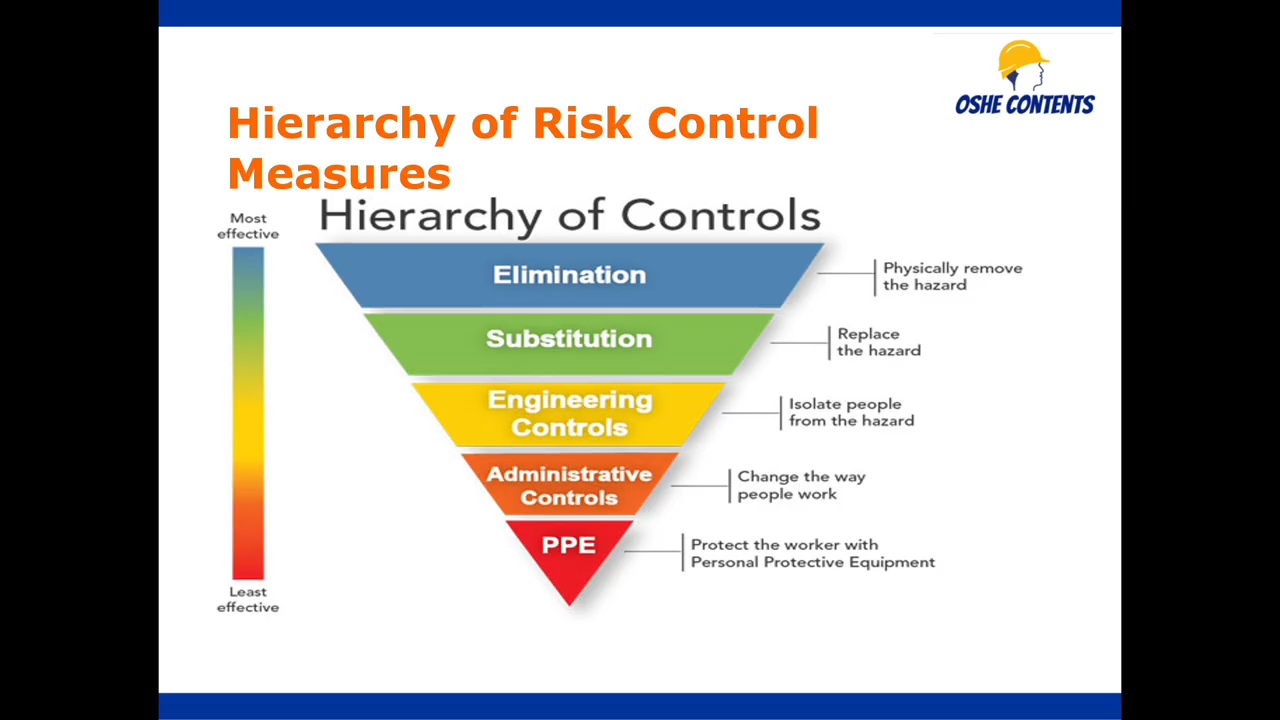 OSHE CONTENTS
Hierarchy of Risk Control
Measures
Hierarchy of Controls
Most
effective
Elimination
Physically remove
the hazard
Substitution
Replace
the hazard
Engineering
Controls
Isolate people
from the hazard
Administrative
Controls
Change the way
people work
PPE
Protect the worker with
Personal Protective Equipment
Least
effective